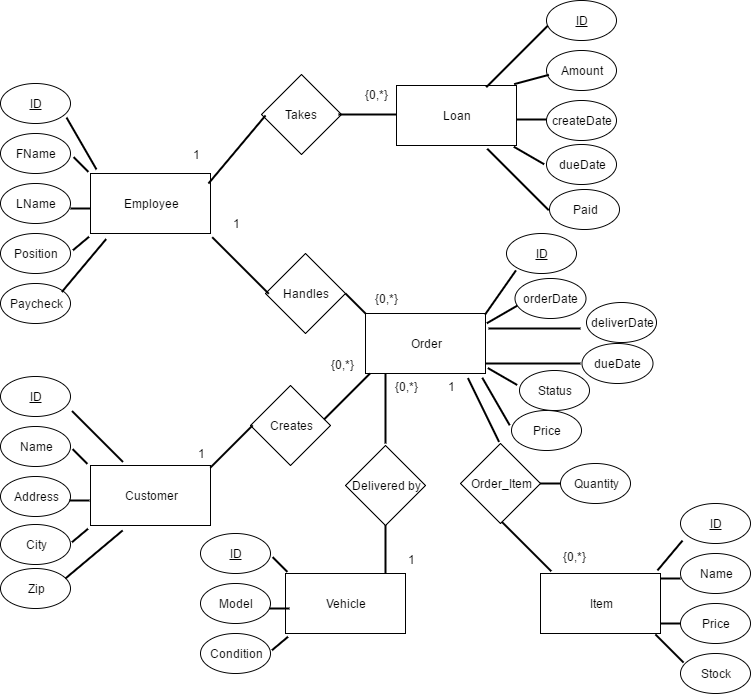 ID
Amount
createDate
dueDate
Paid
{0,*}
Loan
Takes
1
ID
FName
LName
Position
Paycheck
Employee
1
Handles
{0,*}
ID
orderDate
deliverDate
dueDate
Status
Price
Order
{0,*}
{0,*}
1
ID
Name
Address
City
Zip
Customer
1
Creates
Delivered by
Order_Item
Quantity
ID
Model
Condition
Vehicle
1
{0,*}
Item
ID
Name
Price
Stock